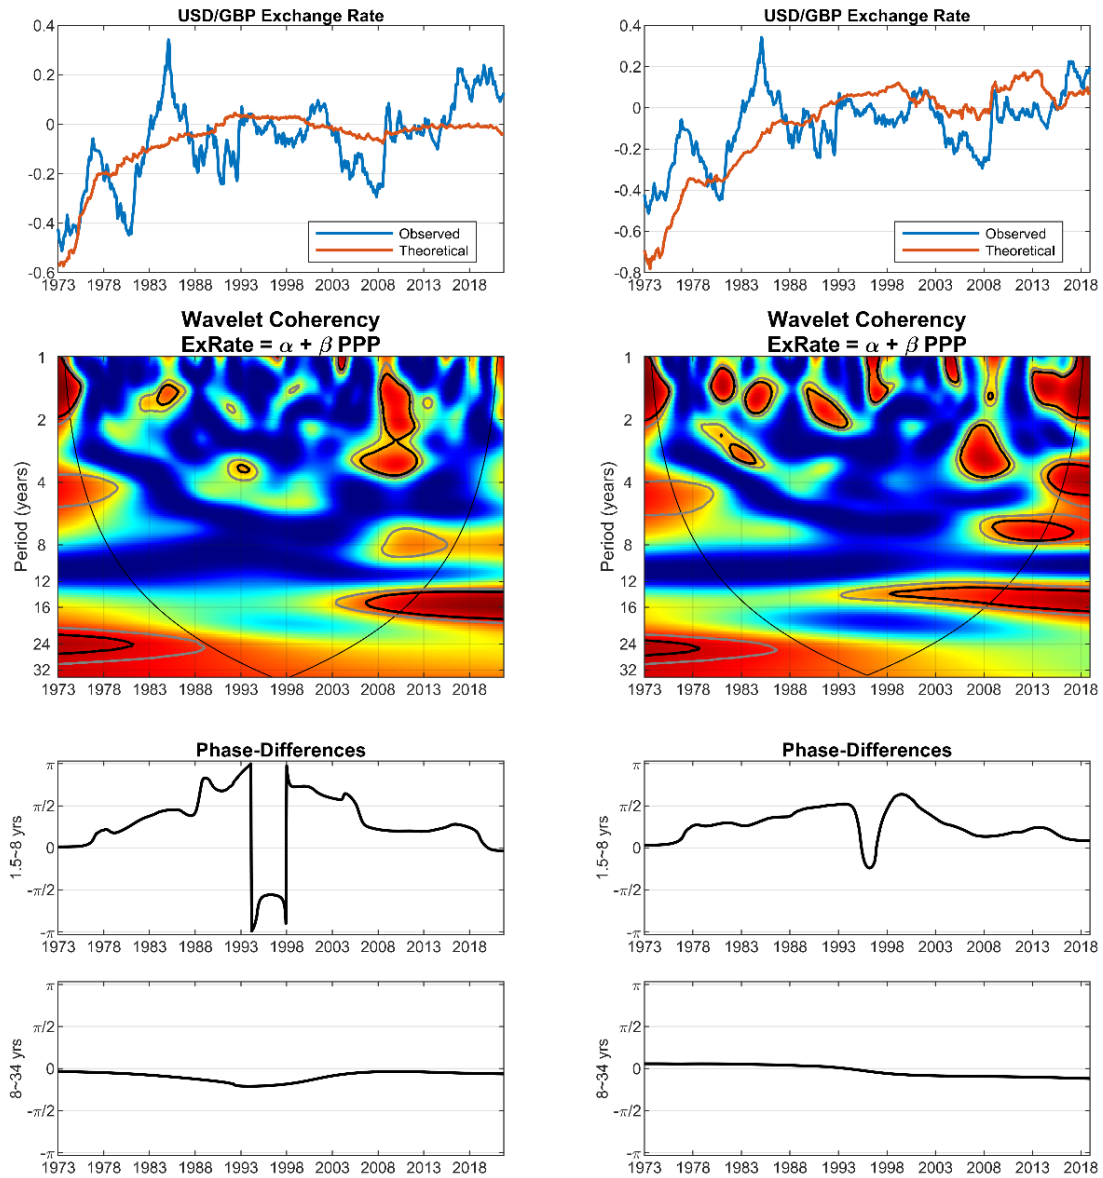 USD/GBP Exchange Rate
0.4
0.2
0
-0.2
-0.4
-0.6
Observed
Theoretical
1973 1978 1983 1988 1993 1998 2003 2008 2013 2018
USD/GBP Exchange Rate
0.4
0.2
0
-0.2
-0.4
-0.6
-0.8
Observed
Theoretical
1973 1978 1983 1988 1993 1998 2003 2008 2013 2018
Wavelet Coherency
ExRate = α + β PPP
Period (years)
1
2
4
8
12
16
24
32
1973 1978 1983 1988 1993 1998 2003 2008 2013 2018
Wavelet Coherency
ExRate = α + β PPP
Period (years)
1
2
4
8
12
16
24
32
1973 1978 1983 1988 1993 1998 2003 2008 2013 2018
Phase-Differences
1.5~8 yrs
π
π/2
0
-π/2
-π
1973 1978 1983 1988 1993 1998 2003 2008 2013 2018
Phase-Differences
1.5~8 yrs
π
π/2
0
-π/2
-π
1973 1978 1983 1988 1993 1998 2003 2008 2013 2018
8~34 yrs
π
π/2
0
-π/2
-π
1973 1978 1983 1988 1993 1998 2003 2008 2013 2018
8~34 yrs
π
π/2
0
-π/2
-π
1973 1978 1983 1988 1993 1998 2003 2008 2013 2018